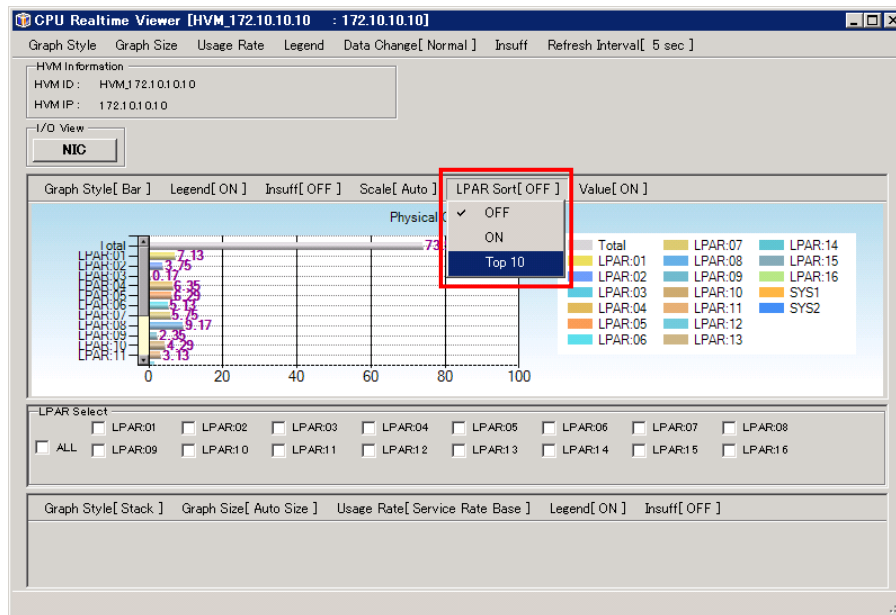 CPU Realtime Viewer [HVM_172.10.10.10 : 172.10.10.10]
Graph Style Graph Size Usage Rate Legend Data Change[ Normal ] Insuff Refresh Interval[ 5 sec ]
HVM Information
HVM ID : HVM_172.10.10.10
HVM IP : 172.10.10.10
I/O View
NIC
Graph Style[ Bar ] Legend[ ON ] Insuff[ OFF ] Scale[ Auto ] LPAR Sort[ OFF ] Value[ ON ]
✓ OFF
ON
Top 10
Physical
Total 73
LPAR:01 7.13
LPAR:02 3.75
LPAR:03 0.17
LPAR:04 6.35
LPAR:05 6.29
LPAR:06 5.13
LPAR:07 5.75
LPAR:08 9.17
LPAR:09 2.35
LPAR:10 4.29
LPAR:11 3.13
0 20 40 60 80 100
Total LPAR:07 LPAR:14
LPAR:01 LPAR:08 LPAR:15
LPAR:02 LPAR:09 LPAR:16
LPAR:03 LPAR:10 SYS1
LPAR:04 LPAR:11 SYS2
LPAR:05 LPAR:12
LPAR:06 LPAR:13
LPAR Select
LPAR:01 LPAR:02 LPAR:03 LPAR:04 LPAR:05 LPAR:06 LPAR:07 LPAR:08
ALL LPAR:09 LPAR:10 LPAR:11 LPAR:12 LPAR:13 LPAR:14 LPAR:15 LPAR:16
Graph Style[ Stack ] Graph Size[ Auto Size ] Usage Rate[ Service Rate Base ] Legend[ ON ] Insuff[ OFF ]